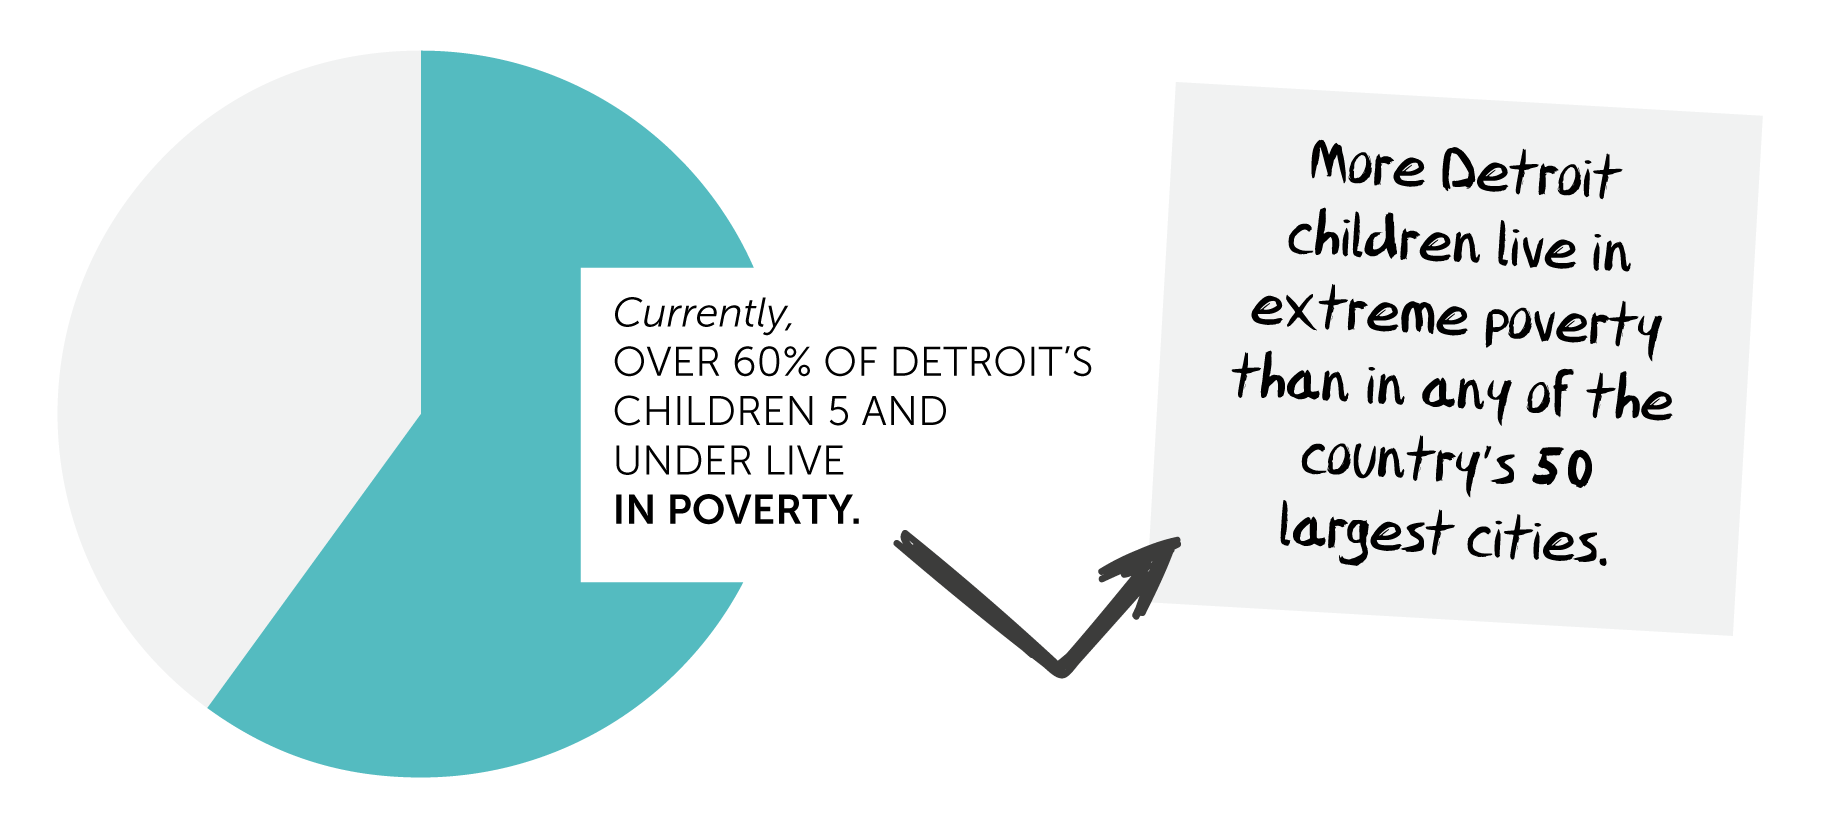 Currently,
OVER 60% OF DETROIT'S
CHILDREN 5 AND
UNDER LIVE
IN POVERTY.
More Detroit
children live in
extreme poverty
than in any of the
country's 50
largest cities.